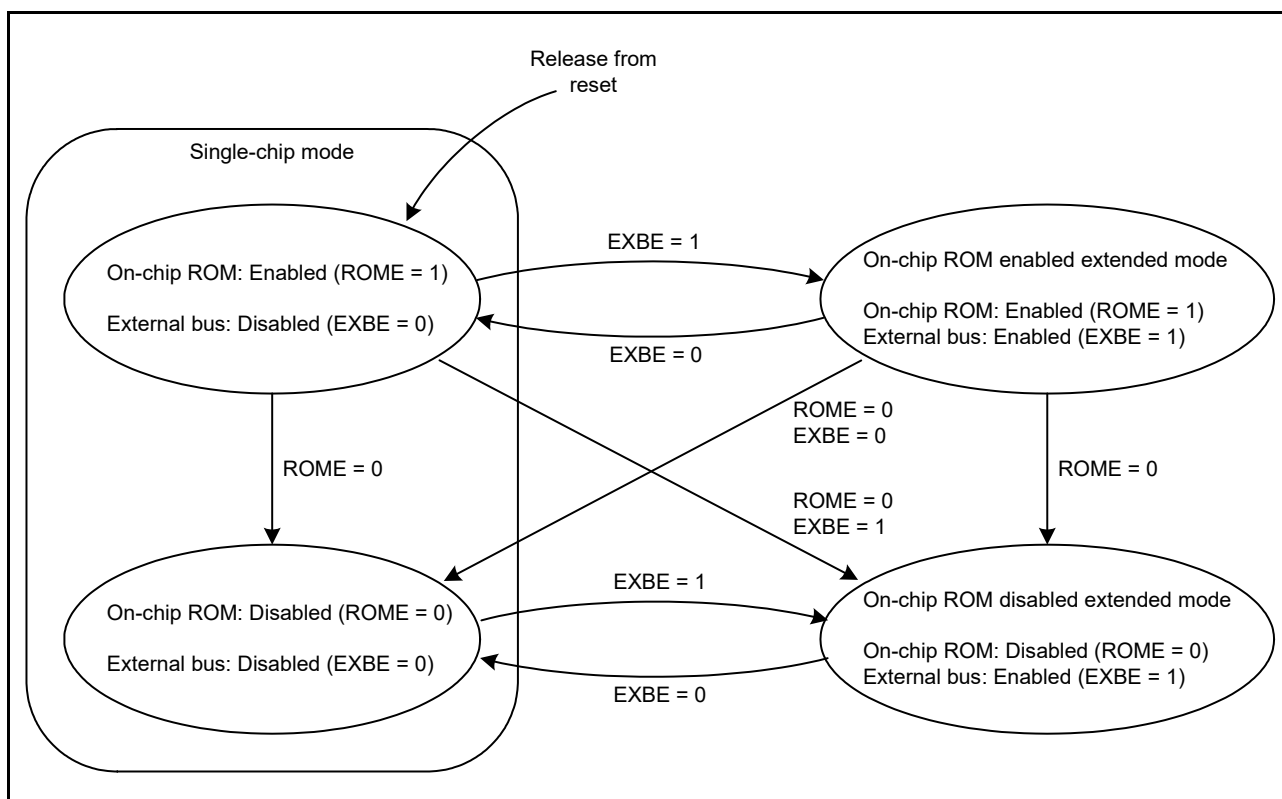 Release from
reset
Single-chip mode
On-chip ROM: Enabled (ROME = 1)
External bus: Disabled (EXBE = 0)
EXBE = 1
EXBE = 0
On-chip ROM enabled extended mode
On-chip ROM: Enabled (ROME = 1)
External bus: Enabled (EXBE = 1)
ROME = 0
ROME = 0
EXBE = 0
ROME = 0
EXBE = 1
ROME = 0
On-chip ROM: Disabled (ROME = 0)
External bus: Disabled (EXBE = 0)
EXBE = 1
EXBE = 0
On-chip ROM disabled extended mode
On-chip ROM: Disabled (ROME = 0)
External bus: Enabled (EXBE = 1)